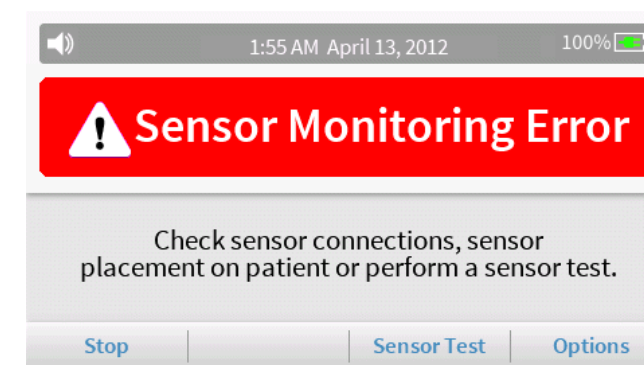 1:55 AM April 13, 2012 100%
Sensor Monitoring Error
Check sensor connections, sensor
placement on patient or perform a sensor test.
Stop Sensor Test Options